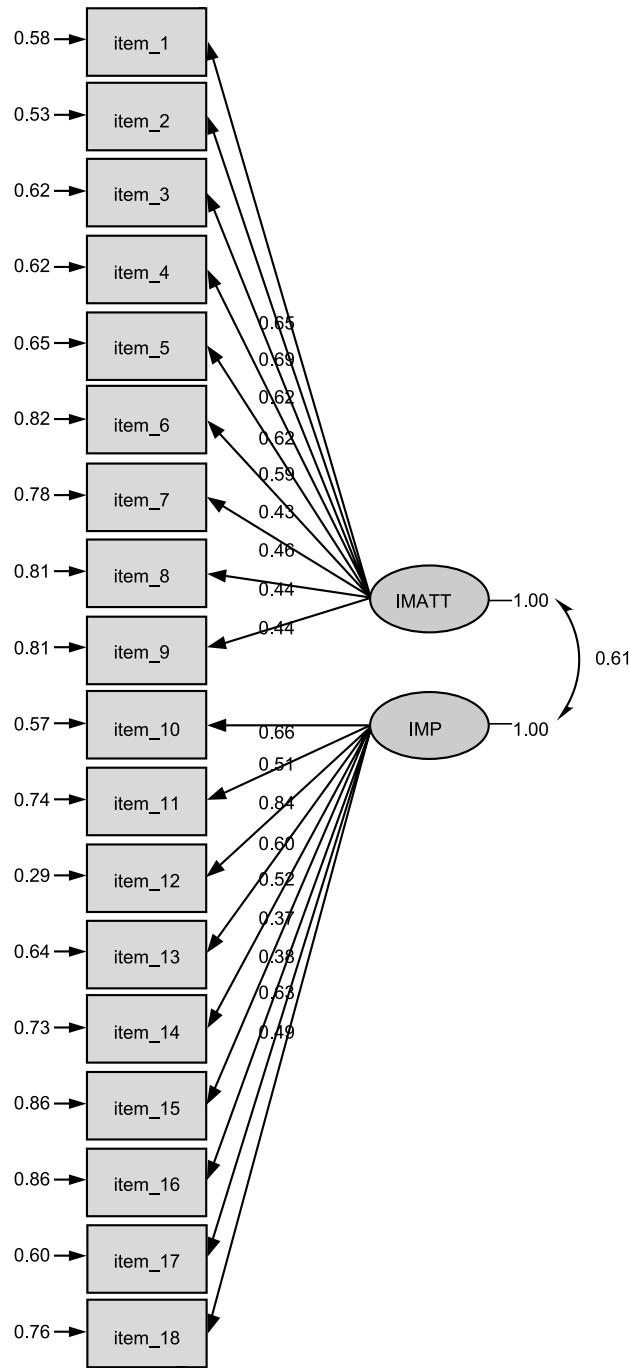 0.58 item_1
0.53 item_2
0.62 item_3
0.62 item_4
0.65 item_5
0.82 item_6
0.78 item_7
0.81 item_8
0.81 item_9
0.57 item_10
0.74 item_11
0.29 item_12
0.64 item_13
0.73 item_14
0.86 item_15
0.86 item_16
0.60 item_17
0.76 item_18
0.65
0.69
0.62
0.62
0.59
0.43
0.46
0.44
0.44
0.66
0.51
0.84
0.60
0.52
0.37
0.38
0.63
0.49
IMATT 1.00
0.61
IMP 1.00